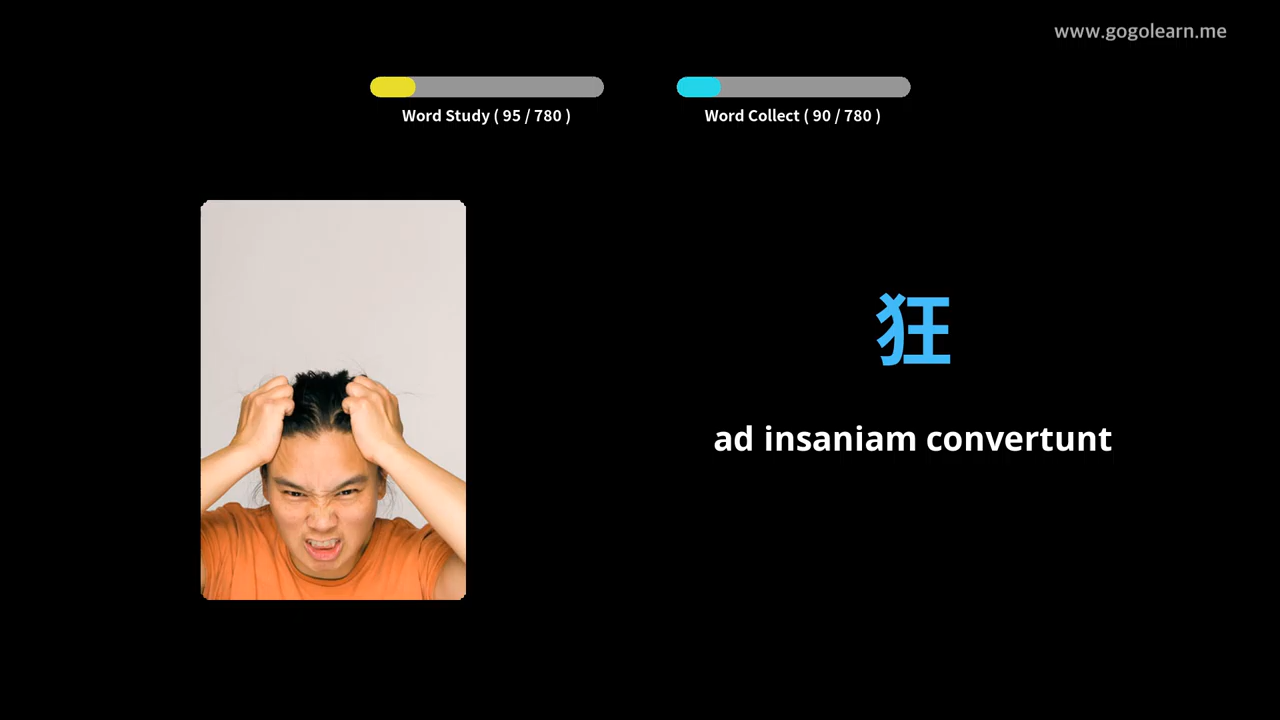 www.gogolearn.me
Word Study ( 95 / 780 )
Word Collect ( 90 / 780 )
狂
ad insaniam convertunt